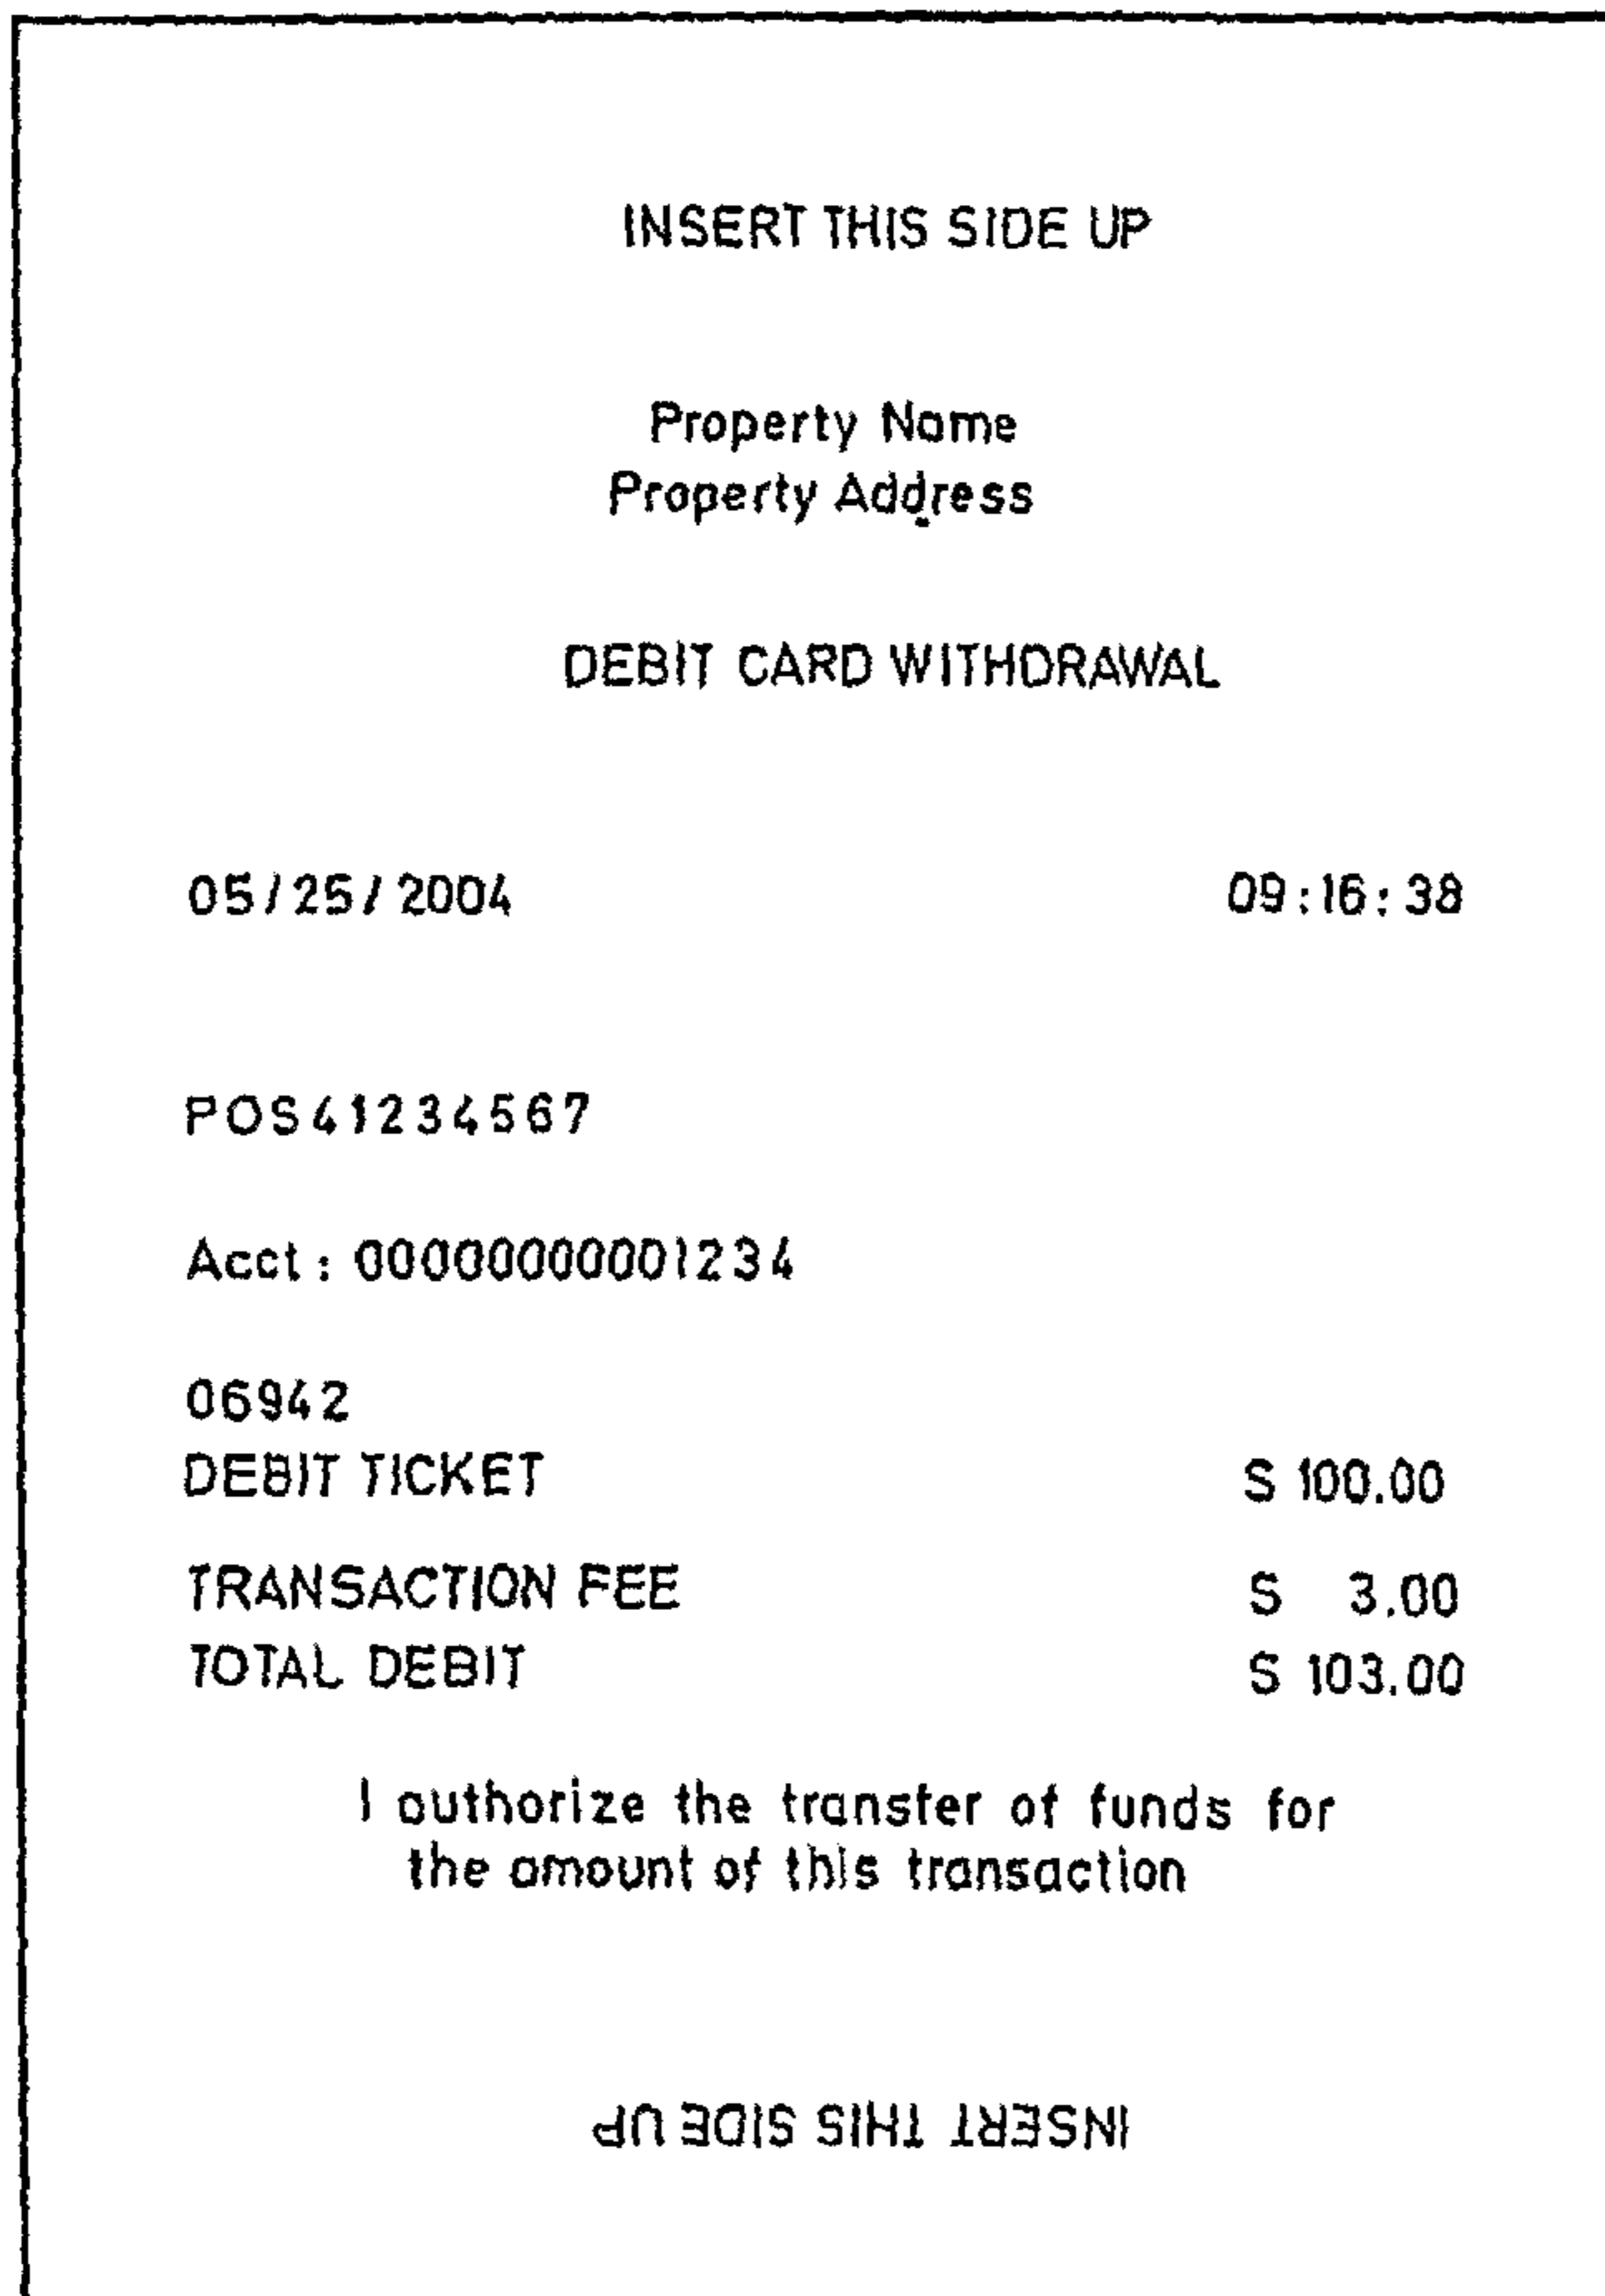 INSERT THIS SIDE UP
Property Name
Property Address
DEBIT CARD WITHDRAWAL
05/25/2004 09:16:38
POS41234567
Acct: 00000000001234
06942
DEBIT TICKET $ 100.00
TRANSACTION FEE $ 3.00
TOTAL DEBIT $ 103.00
I authorize the transfer of funds for
the amount of this transaction
INSERT THIS SIDE UP